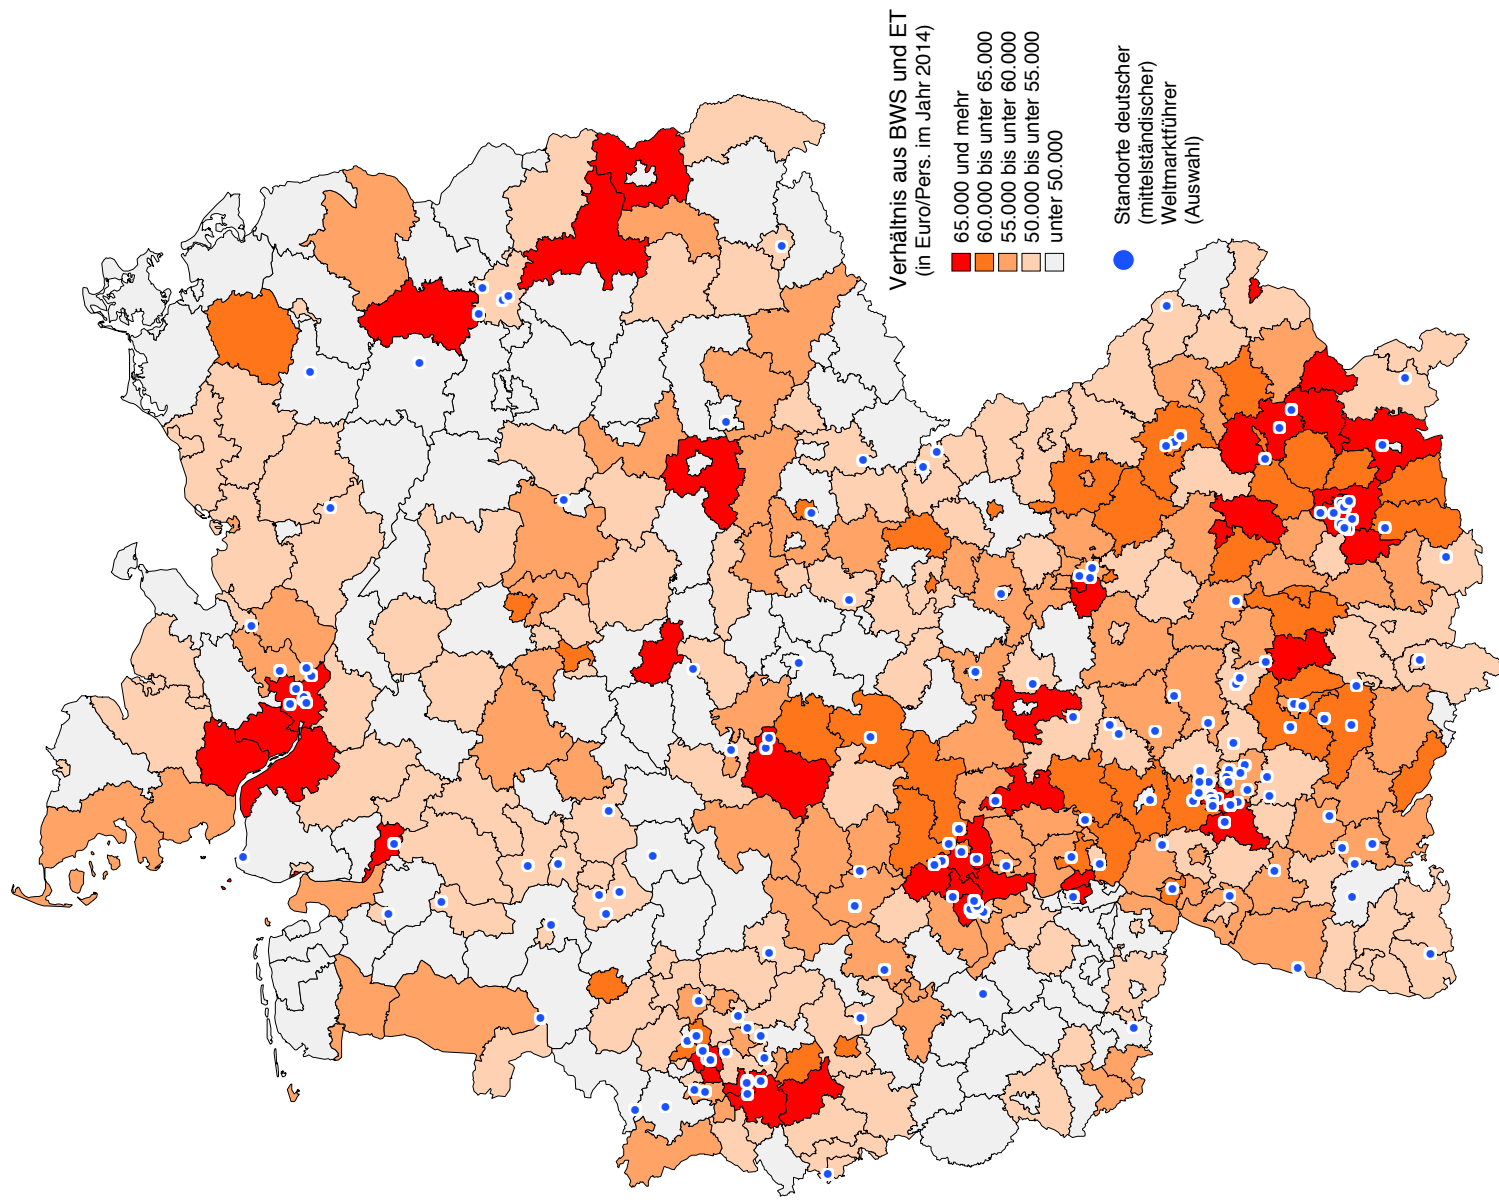 Verhältnis aus BWS und ET
(in Euro/Pers. im Jahr 2014)
65.000 und mehr
60.000 bis unter 65.000
55.000 bis unter 60.000
50.000 bis unter 55.000
unter 50.000
Standorte deutscher
(mittelständischer)
Weltmarktführer
(Auswahl)